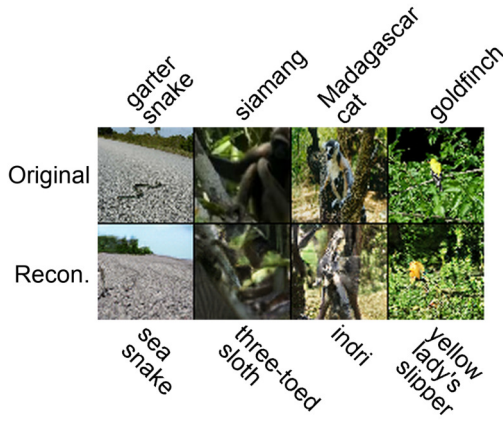 garter
snake
siamang
Madagascar
cat
goldfinch
Original
Recon.
sea
snake
three-toed
sloth
indri
yellow
lady's
slipper